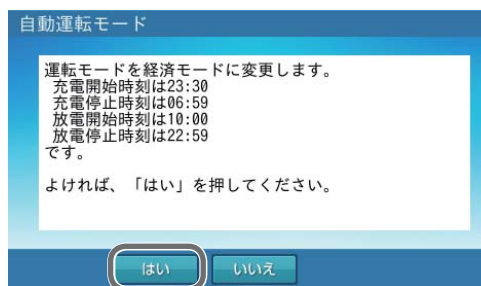 自動運転モード
運転モードを経済モードに変更します。
充電開始時刻は23:30
充電停止時刻は06:59
放電開始時刻は10:00
放電停止時刻は22:59
です。
よければ、「はい」を押してください。
はい いいえ